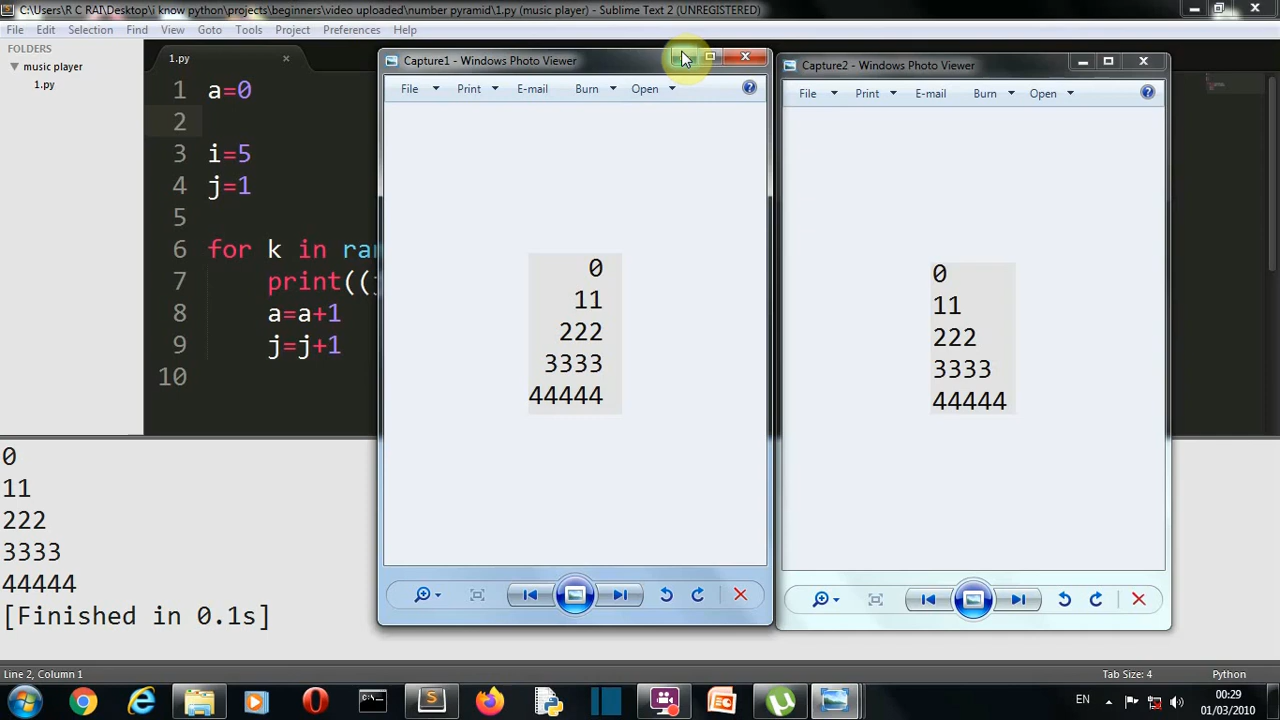 C:\Users\R C RAI\Desktop\i know python\projects\beginners\video uploaded\number pyramid\1.py (music player) - Sublime Text 2 (UNREGISTERED)
File Edit Selection Find View Goto Tools Project Preferences Help
FOLDERS
music player
1.py
1.py
1 a=0
2
3 i=5
4 j=1
5
6 for k in ran
7 print((j
8 a=a+1
9 j=j+1
10
Capture1 - Windows Photo Viewer
File Print E-mail Burn Open
0
11
222
3333
44444
Capture2 - Windows Photo Viewer
File Print E-mail Burn Open
0
11
222
3333
44444
0
11
222
3333
44444
[Finished in 0.1s]
Line 2, Column 1
Tab Size: 4 Python
EN
00:29
01/03/2010